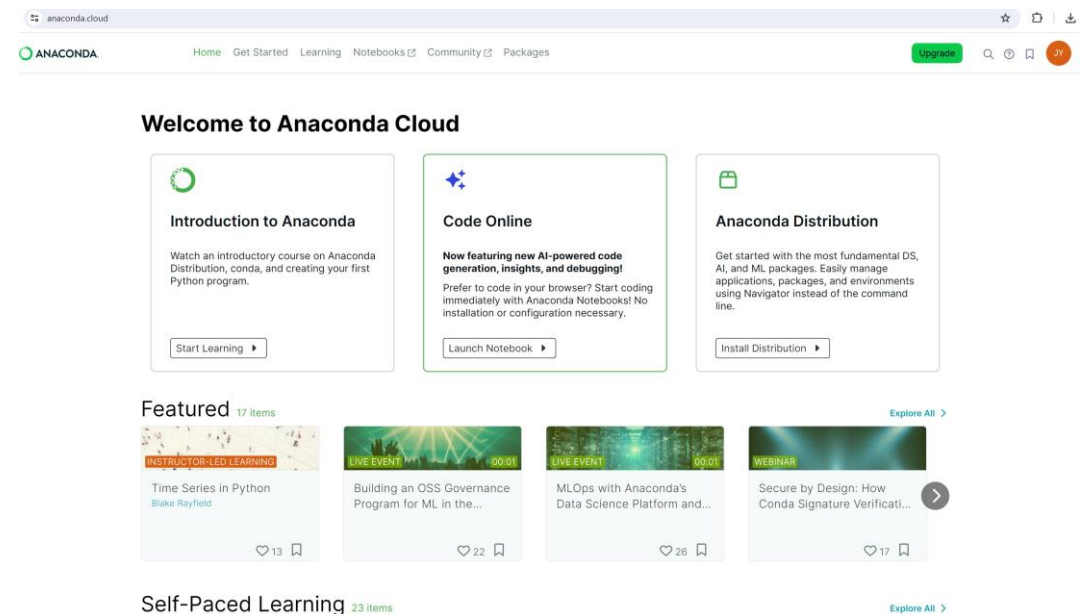 anaconda.cloud
ANACONDA.
Home Get Started Learning Notebooks Community Packages
Upgrade
JY
Welcome to Anaconda Cloud
Introduction to Anaconda
Watch an introductory course on Anaconda
Distribution, conda, and creating your first
Python program.
Start Learning
Code Online
Now featuring new AI-powered code
generation, insights, and debugging!
Prefer to code in your browser? Start coding
immediately with Anaconda Notebooks! No
installation or configuration necessary.
Launch Notebook
Anaconda Distribution
Get started with the most fundamental DS,
AI, and ML packages. Easily manage
applications, packages, and environments
using Navigator instead of the command
line.
Install Distribution
Featured 17 items
Explore All
INSTRUCTOR-LED LEARNING
Time Series in Python
Blake Rayfield
13
LIVE EVENT 00:01
Building an OSS Governance
Program for ML in the...
22
LIVE EVENT 00:01
MLOps with Anaconda's
Data Science Platform and...
26
WEBINAR
Secure by Design: How
Conda Signature Verificati...
17
Self-Paced Learning 23 items
Explore All